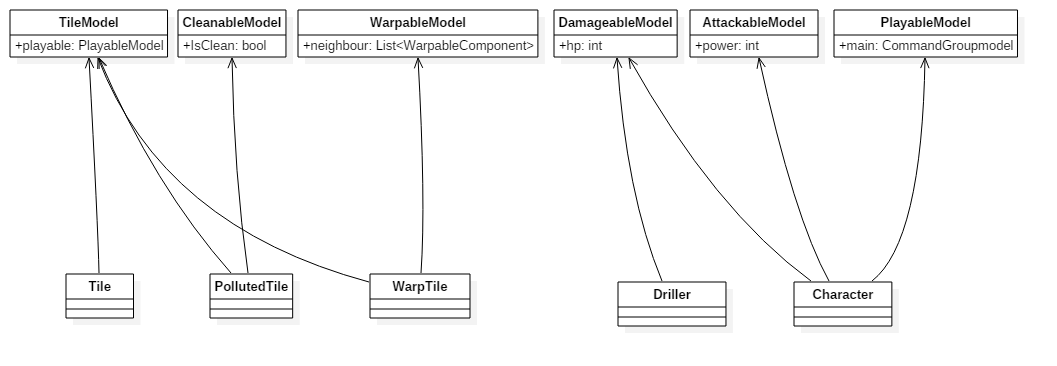 TileModel
+playable: PlayableModel
CleanableModel
+IsClean: bool
WarpableModel
+neighbour: List<WarpableComponent>
DamageableModel
+hp: int
AttackableModel
+power: int
PlayableModel
+main: CommandGroupmodel
Tile
PollutedTile
WarpTile
Driller
Character